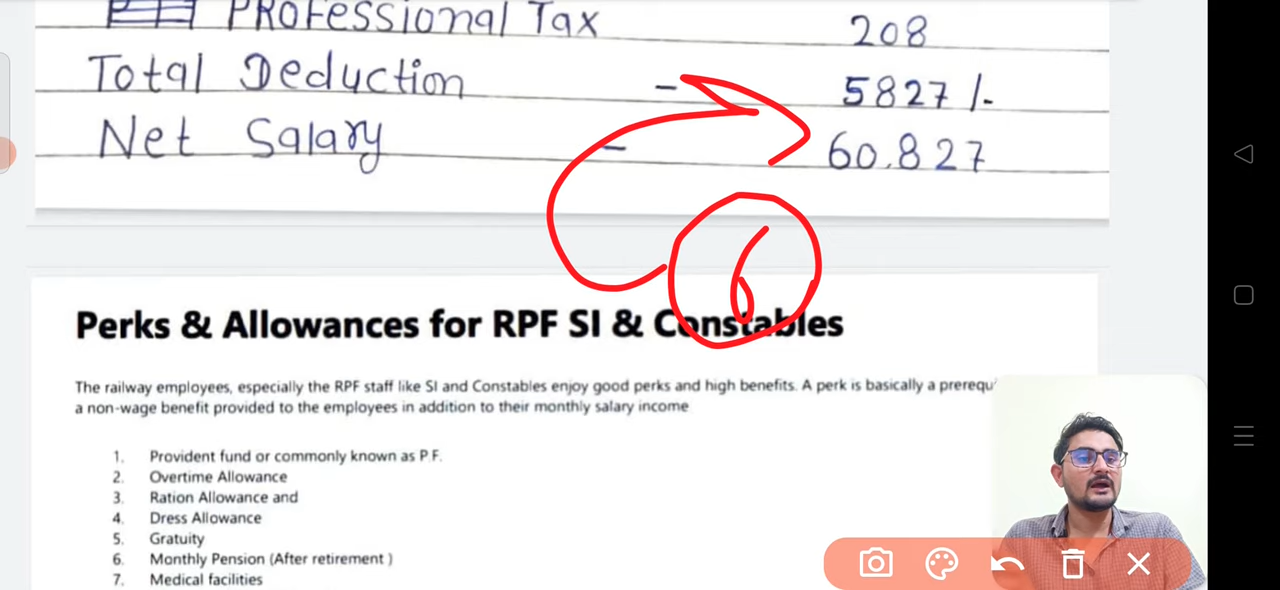 Professional Tax 208
Total Deduction - 5827/-
Net Salary - 60.827
6
Perks & Allowances for RPF SI & Constables
The railway employees, especially the RPF staff like SI and Constables enjoy good perks and high benefits. A perk is basically a
a non-wage benefit provided to the employees in addition to their monthly salary income
1. Provident fund or commonly known as P.F.
2. Overtime Allowance
3. Ration Allowance and
4. Dress Allowance
5. Gratuity
6. Monthly Pension (After retirement )
7. Medical facilities